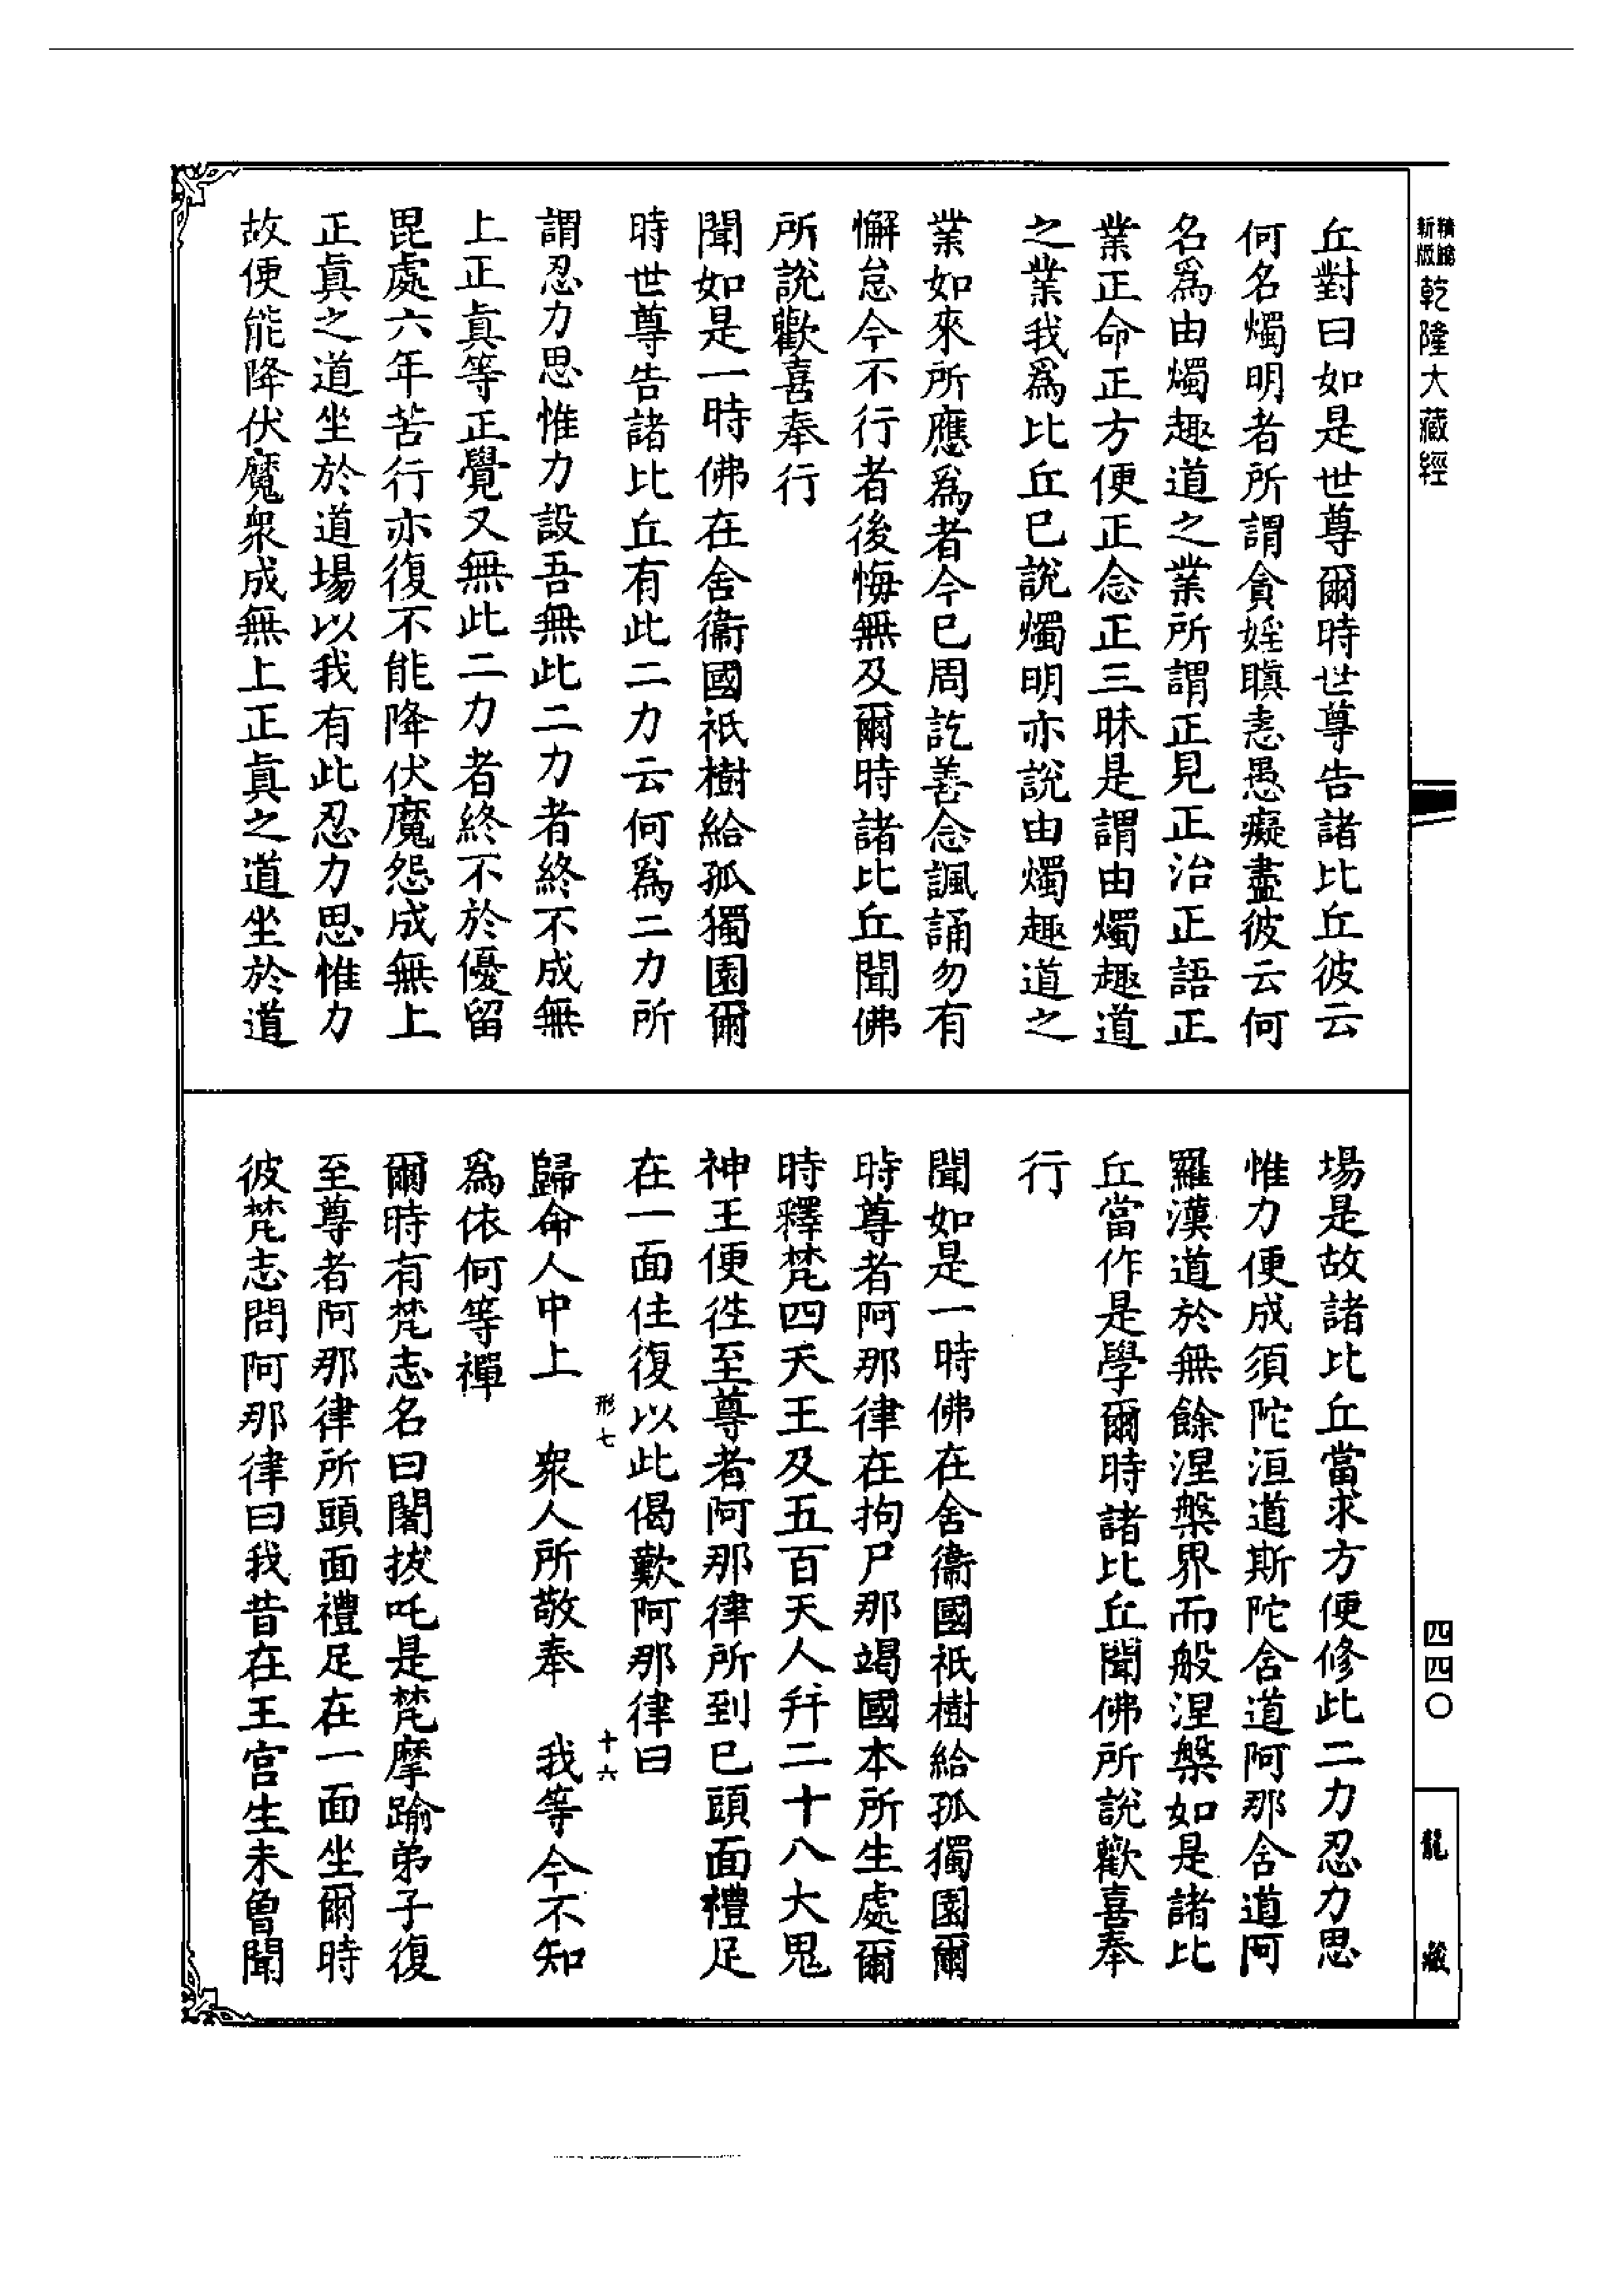 精縮新版乾隆大藏經
丘對曰如是世尊爾時世尊告諸比丘彼云
何名燭明者所謂貪婬瞋恚愚癡盡彼云何
名爲由燭趣道之業所謂正見正治正語正
業正命正方便正念正三昧是謂由燭趣道
之業我爲比丘已說燭明亦說由燭趣道之
業如來所應爲者今已周訖善念諷誦勿有
懈怠今不行者後悔無及爾時諸比丘聞佛
所說歡喜奉行
聞如是一時佛在舍衞國祇樹給孤獨園爾
時世尊告諸比丘有此二力云何爲二力所
謂忍力思惟力設吾無此二力者終不成無
上正眞等正覺又無此二力者終不於優留
毘處六年苦行亦復不能降伏魔怨成無上
正眞之道坐於道場以我有此忍力思惟力
故便能降伏魔衆成無上正眞之道坐於道
場是故諸比丘當求方便修此二力忍力思
惟力便成須陀洹道斯陀含道阿那含道阿
羅漢道於無餘涅槃界而般涅槃如是諸比
丘當作是學爾時諸比丘聞佛所說歡喜奉
行
聞如是一時佛在舍衞國祇樹給孤獨園爾
時尊者阿那律在拘尸那竭國本所生處爾
時釋梵四天王及五百天人幷二十八大鬼
神王便徃至尊者阿那律所到已頭面禮足
在一面住復以此偈歎阿那律曰
形七 十六
歸命人中上 衆人所敬奉 我等今不知
爲依何等禪
爾時有梵志名曰闍拔吒是梵摩踰弟子復
至尊者阿那律所頭面禮足在一面坐爾時
彼梵志問阿那律曰我昔在王宮生未曾聞
四四〇
龍藏